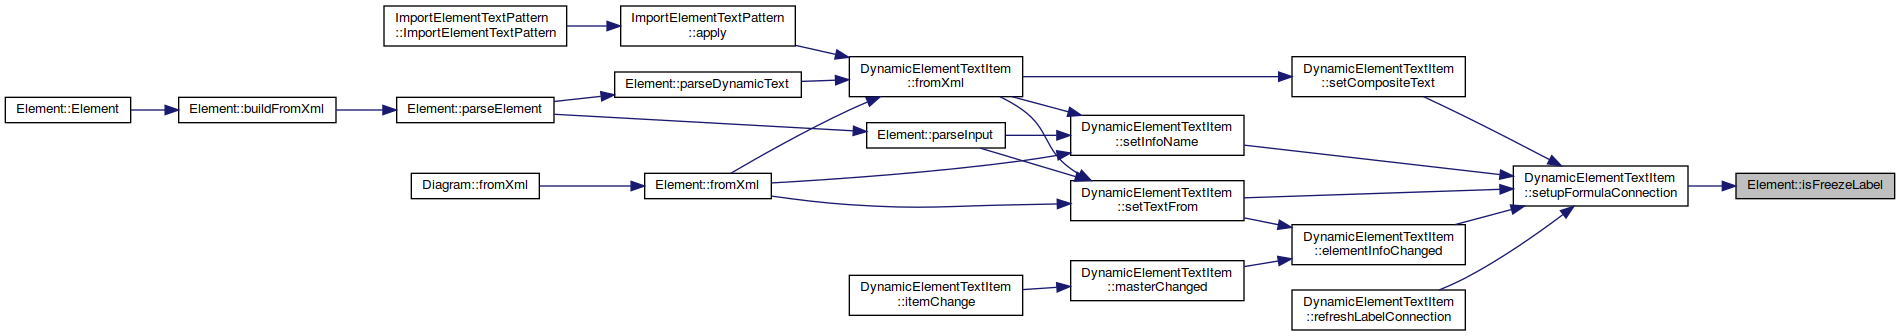 ImportElementTextPattern
::ImportElementTextPattern
ImportElementTextPattern
::apply
DynamicElementTextItem
::fromXml
DynamicElementTextItem
::setCompositeText
Element::parseDynamicText
Element::Element
Element::buildFromXml
Element::parseElement
Element::parseInput
DynamicElementTextItem
::setInfoName
Diagram::fromXml
Element::fromXml
DynamicElementTextItem
::setTextFrom
DynamicElementTextItem
::setupFormulaConnection
Element::isFreezeLabel
DynamicElementTextItem
::elementInfoChanged
DynamicElementTextItem
::masterChanged
DynamicElementTextItem
::itemChange
DynamicElementTextItem
::refreshLabelConnection